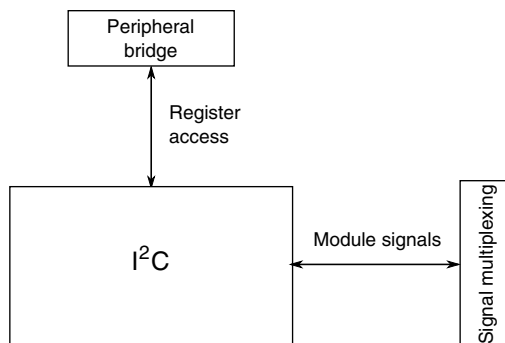 Peripheral
bridge
Register
access
I²C
Module signals
Signal multiplexing